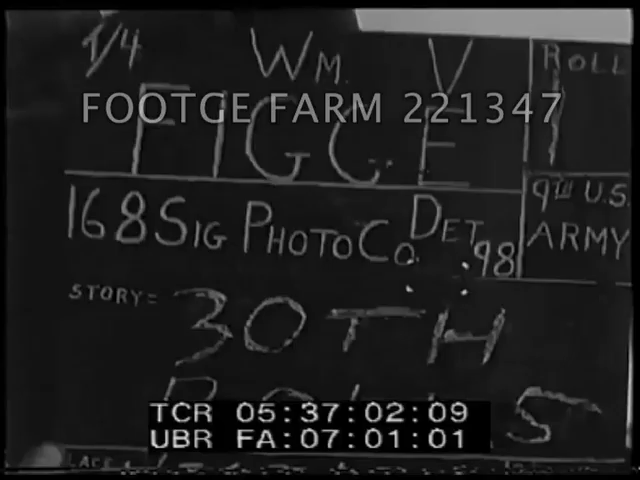 T/4 WM. V ROLL
FOOTGE FARM 221347
FIGGE 1
168 SIG PHOTO CO DET 98
9TH U.S. ARMY
STORY= 30TH
TCR 05:37:02:09
UBR FA:07:01:01